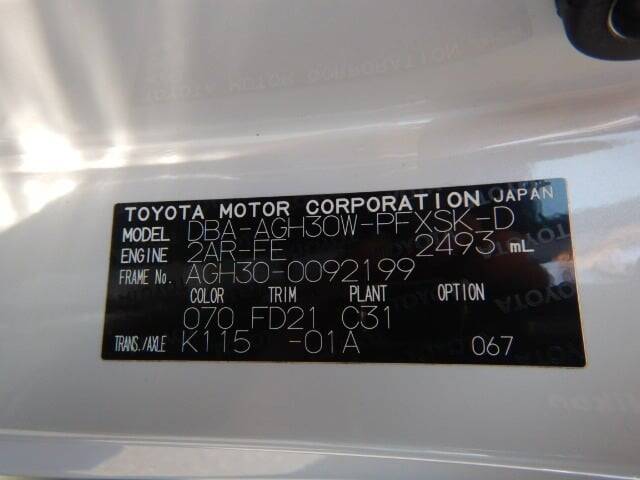 TOYOTA MOTOR CORPORATION JAPAN
MODEL DBA-AGH30W-PFXSK-D
ENGINE 2AR-FE 2493 mL
FRAME No. AGH30-0092199
COLOR TRIM PLANT OPTION
070 FD21 C31
TRANS./AXLE K115 -01A 067